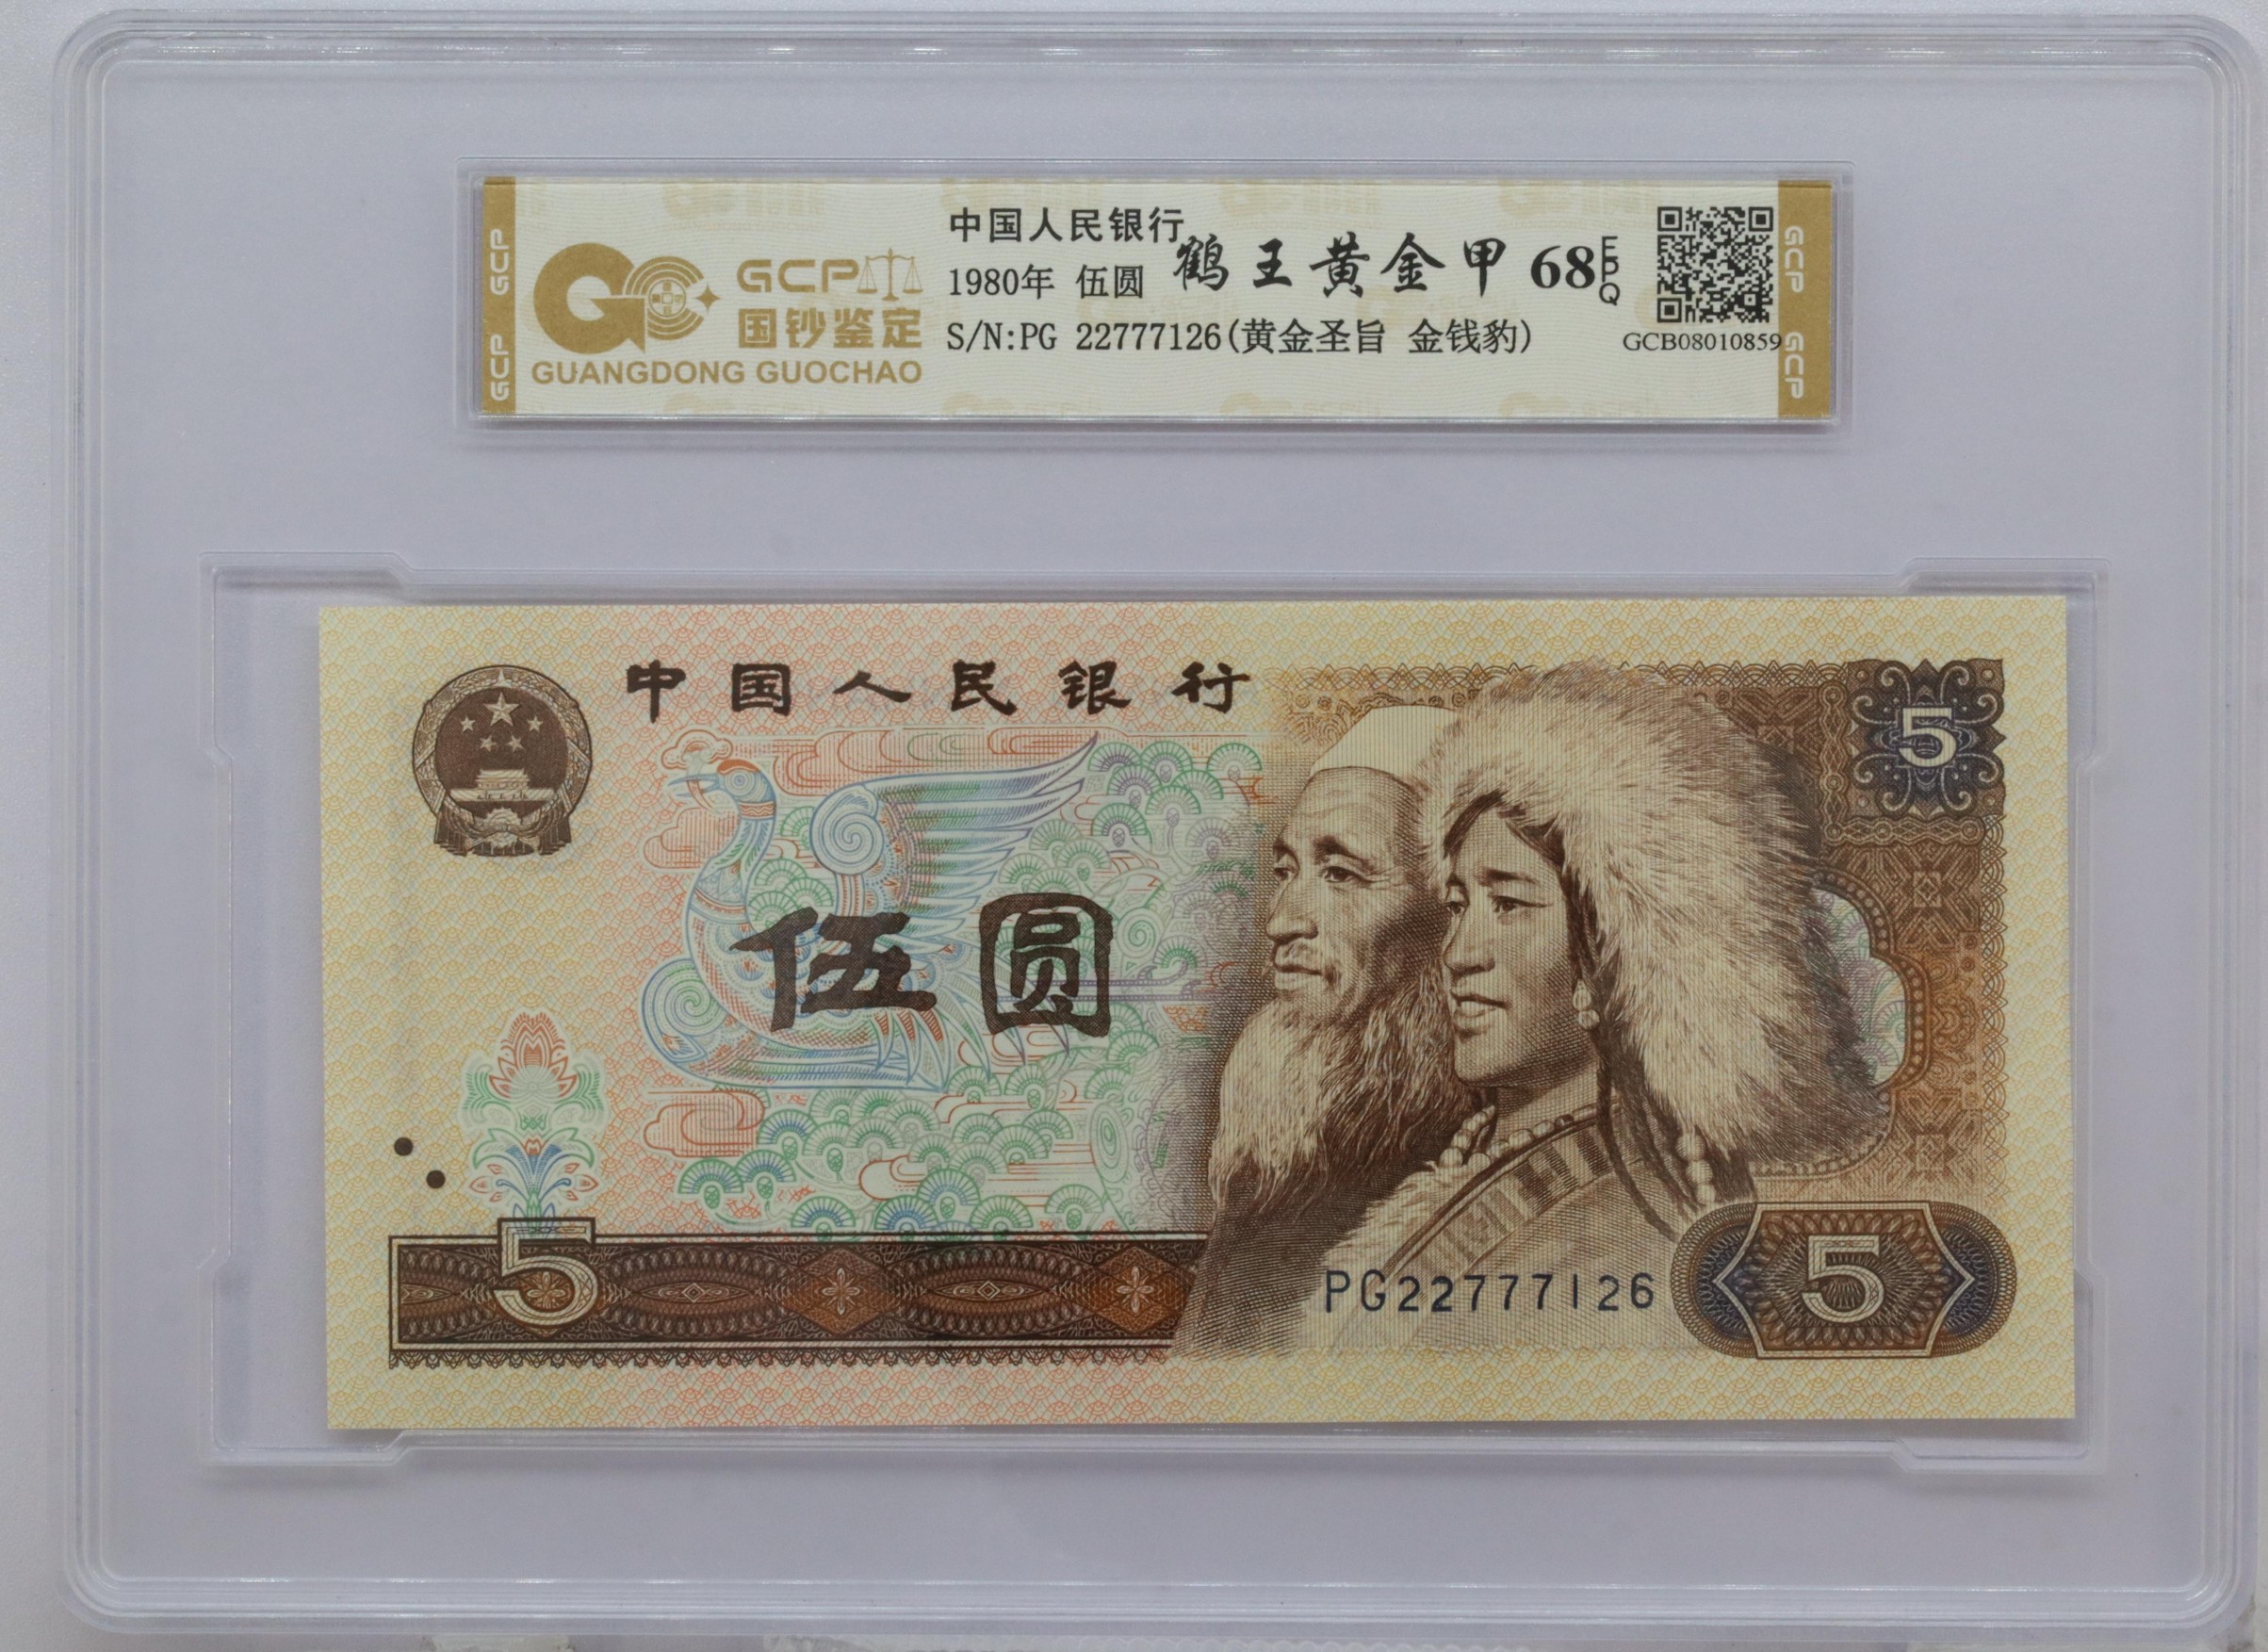 GCP GCP
GCP
国钞鉴定
GUANGDONG GUOCHAO
中国人民银行
1980年 伍圆 鹤王黄金甲 68 EPQ
S/N:PG 22777126(黄金圣旨 金钱豹)
GCB08010859
GCP GCP
中国人民银行
5
伍圆
5
PG22777126
5